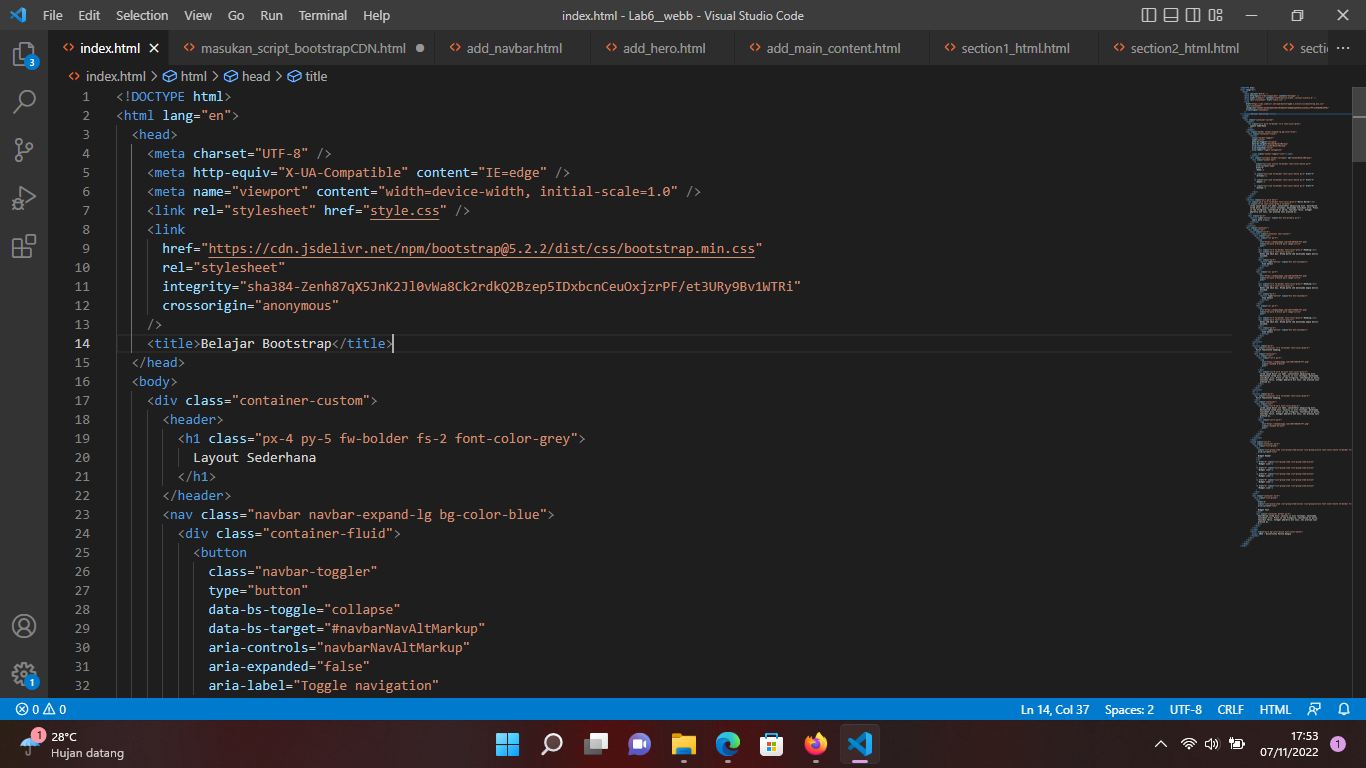 File Edit Selection View Go Run Terminal Help index.html - Lab6__webb - Visual Studio Code
index.html masukan_script_bootstrapCDN.html add_navbar.html add_hero.html add_main_content.html section1_html.html section2_html.html secti
index.html > html > head > title
1 <!DOCTYPE html>
2 <html lang="en">
3 <head>
4 <meta charset="UTF-8" />
5 <meta http-equiv="X-UA-Compatible" content="IE=edge" />
6 <meta name="viewport" content="width=device-width, initial-scale=1.0" />
7 <link rel="stylesheet" href="style.css" />
8 <link
9 href="https://cdn.jsdelivr.net/npm/bootstrap@5.2.2/dist/css/bootstrap.min.css"
10 rel="stylesheet"
11 integrity="sha384-Zenh87qX5JnK2Jl0vWa8Ck2rdkQ2Bzep5IDxbcnCeuOxjzrPF/et3URy9Bv1WTRi"
12 crossorigin="anonymous"
13 />
14 <title>Belajar Bootstrap</title>
15 </head>
16 <body>
17 <div class="container-custom">
18 <header>
19 <h1 class="px-4 py-5 fw-bolder fs-2 font-color-grey">
20 Layout Sederhana
21 </h1>
22 </header>
23 <nav class="navbar navbar-expand-lg bg-color-blue">
24 <div class="container-fluid">
25 <button
26 class="navbar-toggler"
27 type="button"
28 data-bs-toggle="collapse"
29 data-bs-target="#navbarNavAltMarkup"
30 aria-controls="navbarNavAltMarkup"
31 aria-expanded="false"
32 aria-label="Toggle navigation"
3
1
0 0 Ln 14, Col 37 Spaces: 2 UTF-8 CRLF HTML
1 28°C
Hujan datang
17:53
07/11/2022
1